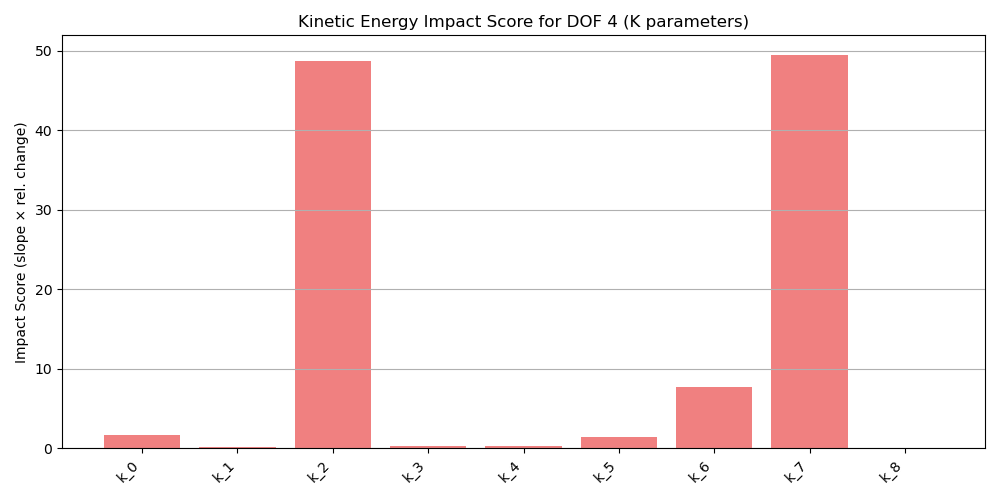 Kinetic Energy Impact Score for DOF 4 (K parameters)
Impact Score (slope × rel. change)
50
40
30
20
10
0
k_0
k_1
k_2
k_3
k_4
k_5
k_6
k_7
k_8